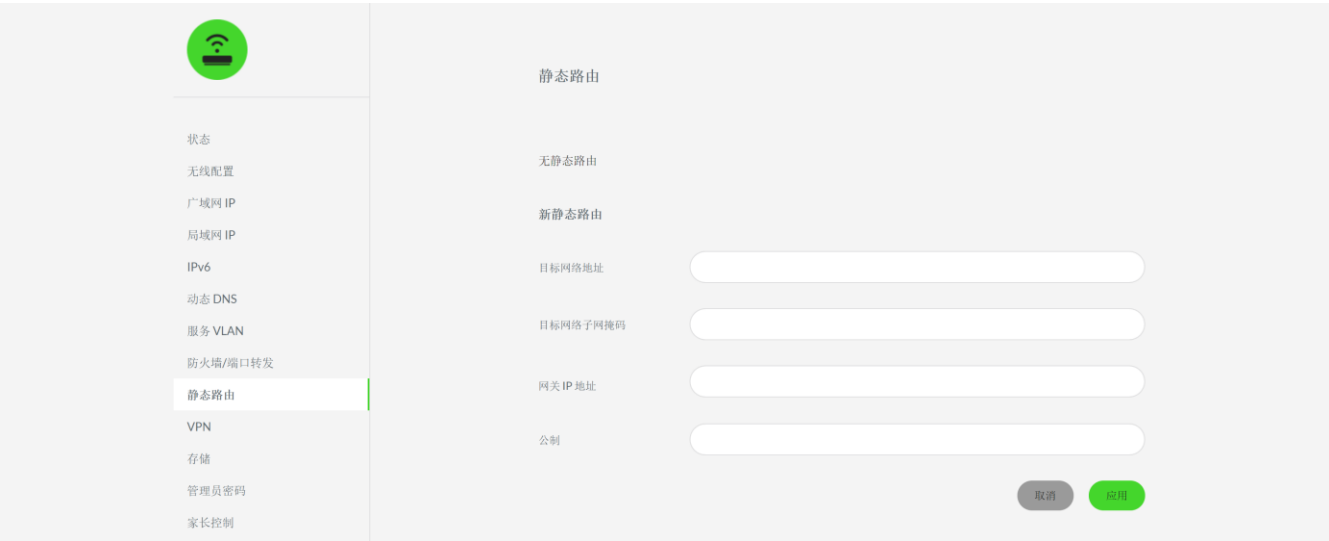 状态
无线配置
广域网 IP
局域网 IP
IPv6
动态 DNS
服务 VLAN
防火墙/端口转发
静态路由
VPN
存储
管理员密码
家长控制
静态路由
无静态路由
新静态路由
目标网络地址
目标网络子网掩码
网关 IP 地址
公制
取消 应用